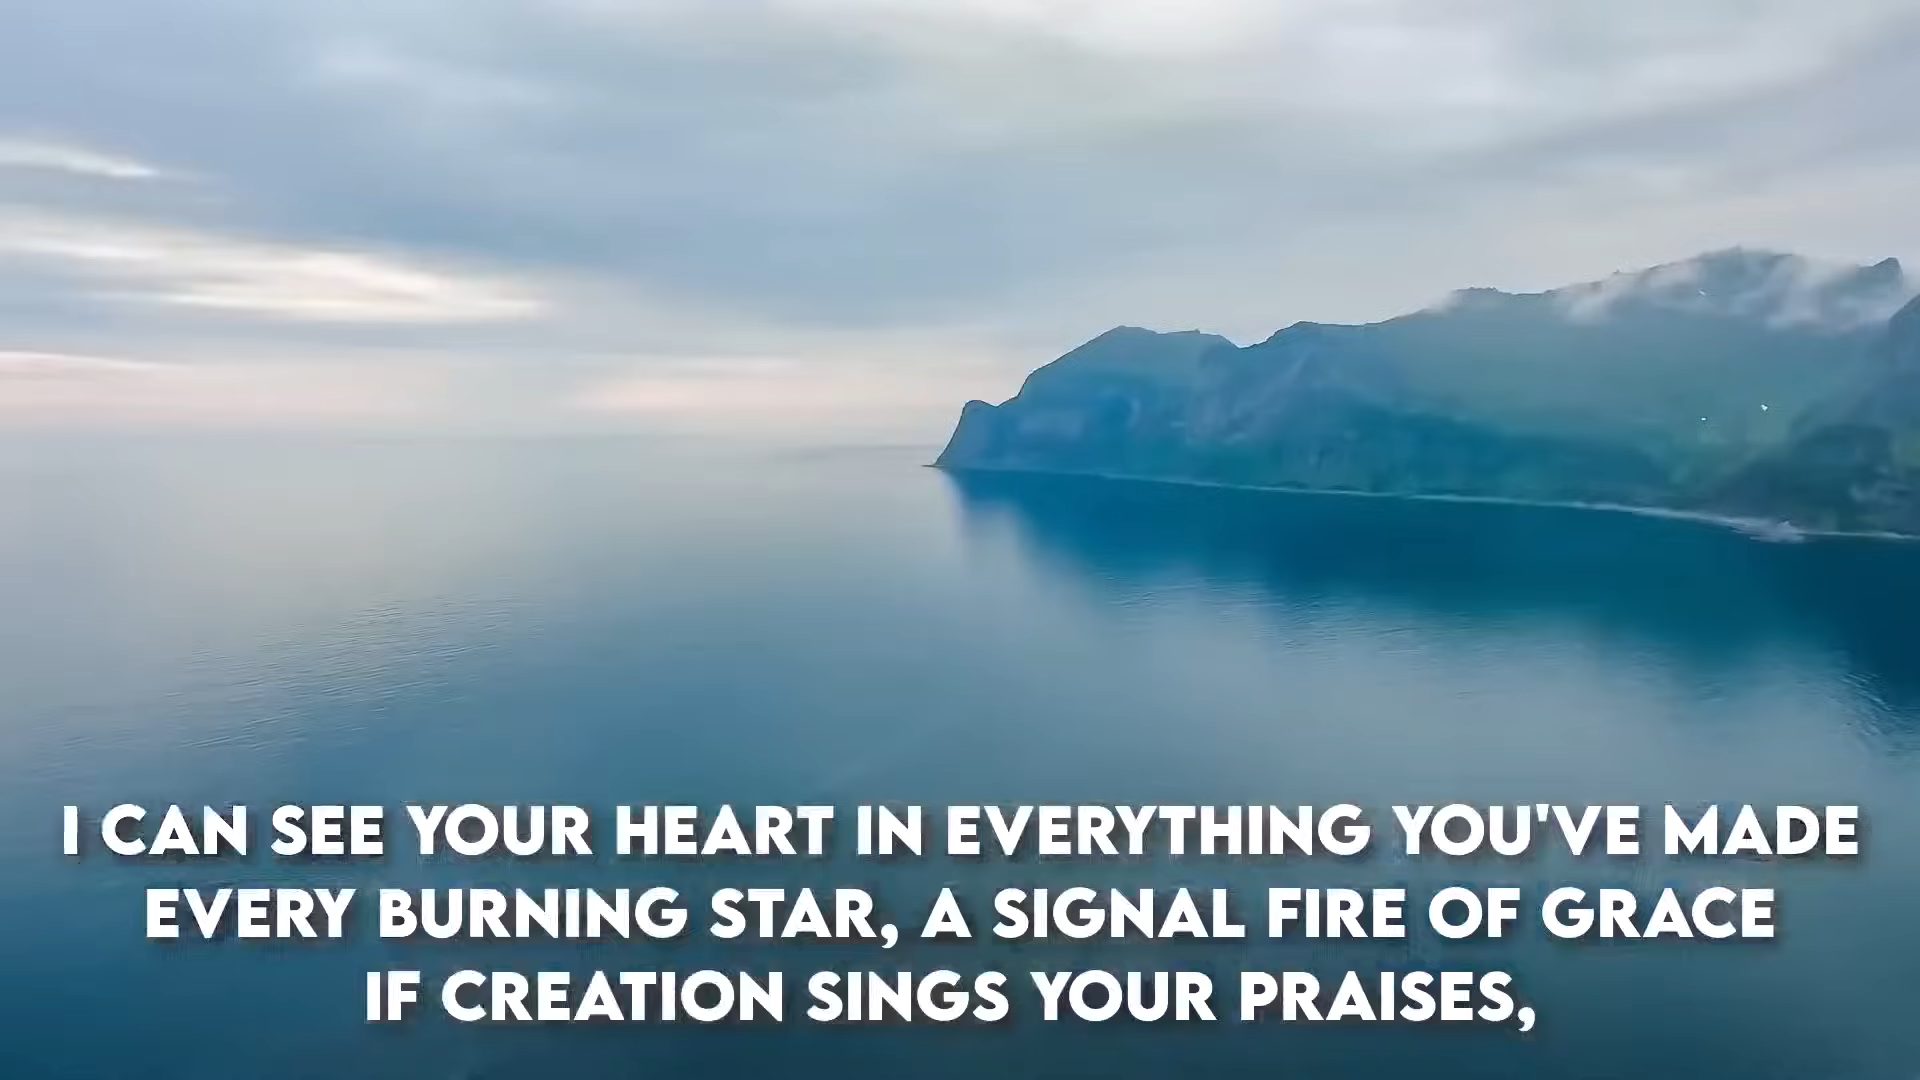 I CAN SEE YOUR HEART IN EVERYTHING YOU'VE MADE
EVERY BURNING STAR, A SIGNAL FIRE OF GRACE
IF CREATION SINGS YOUR PRAISES,